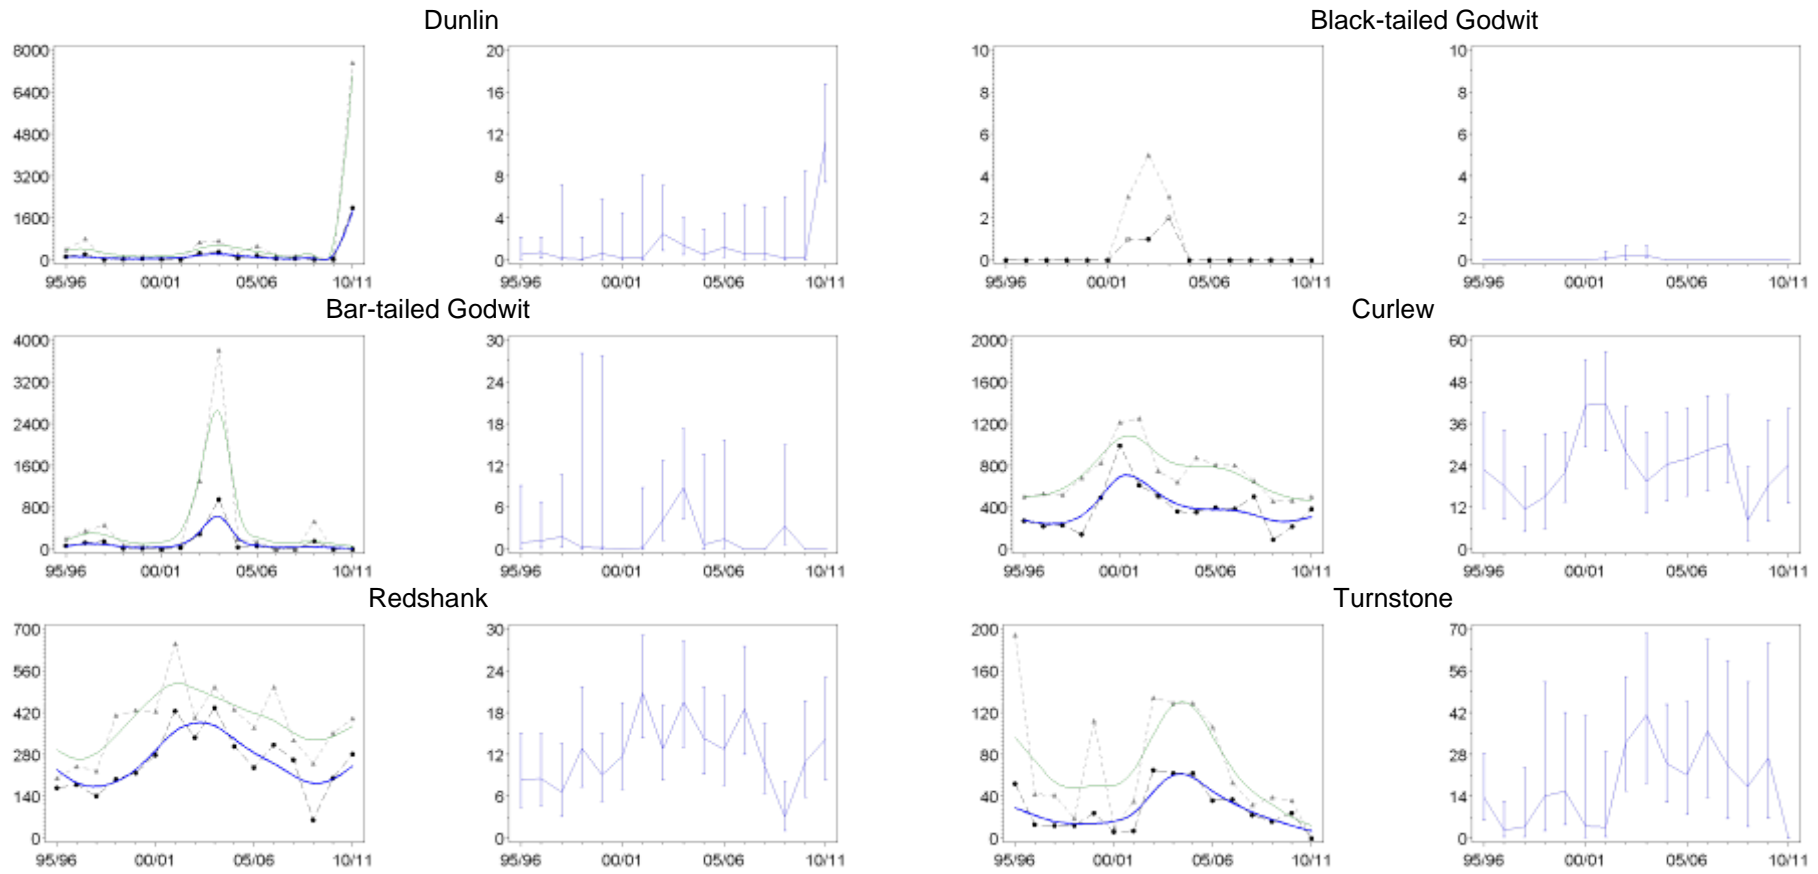 Dunlin
Black-tailed Godwit
8000 20 10 10
6400 16 8 8
4800 12 6 6
3200 8 4 4
1600 4 2 2
0 0 0 0
95/96 00/01 05/06 10/11 95/96 00/01 05/06 10/11 95/96 00/01 05/06 10/11 95/96 00/01 05/06 10/11
Bar-tailed Godwit
Curlew
4000 30 2000 60
3200 24 1600 48
2400 18 1200 36
1600 12 800 24
800 6 400 12
0 0 0 0
95/96 00/01 05/06 10/11 95/96 00/01 05/06 10/11 95/96 00/01 05/06 10/11 95/96 00/01 05/06 10/11
Redshank
Turnstone
700 30 200 70
560 24 160 56
420 18 120 42
280 12 80 28
140 6 40 14
0 0 0 0
95/96 00/01 05/06 10/11 95/96 00/01 05/06 10/11 95/96 00/01 05/06 10/11 95/96 00/01 05/06 10/11